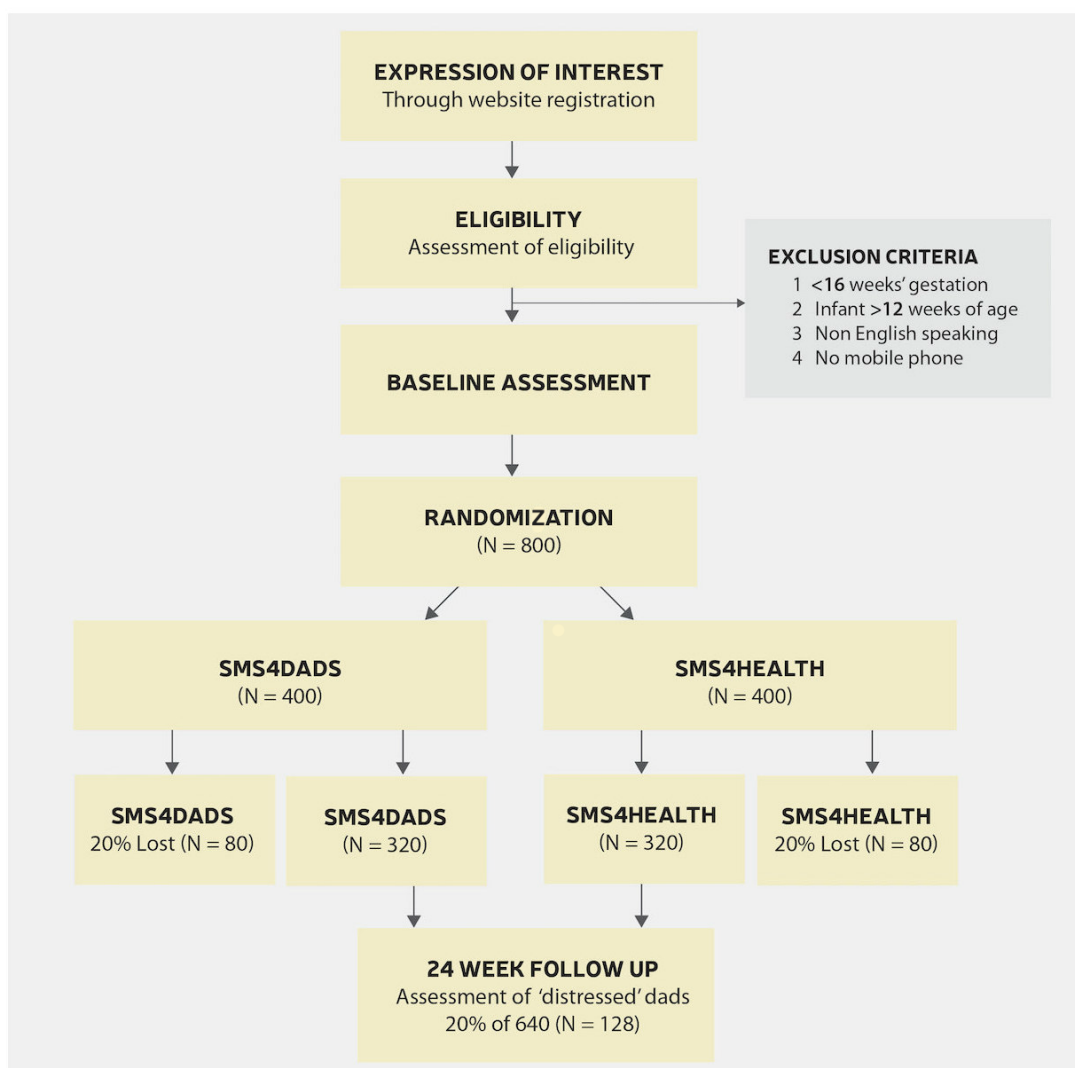 EXPRESSION OF INTEREST
Through website registration
ELIGIBILITY
Assessment of eligibility
EXCLUSION CRITERIA
1 <16 weeks’ gestation
2 Infant >12 weeks of age
3 Non English speaking
4 No mobile phone
BASELINE ASSESSMENT
RANDOMIZATION
(N = 800)
SMS4DADS
(N = 400)
SMS4HEALTH
(N = 400)
SMS4DADS
20% Lost (N = 80)
SMS4DADS
(N = 320)
SMS4HEALTH
(N = 320)
SMS4HEALTH
20% Lost (N = 80)
24 WEEK FOLLOW UP
Assessment of ‘distressed’ dads
20% of 640 (N = 128)